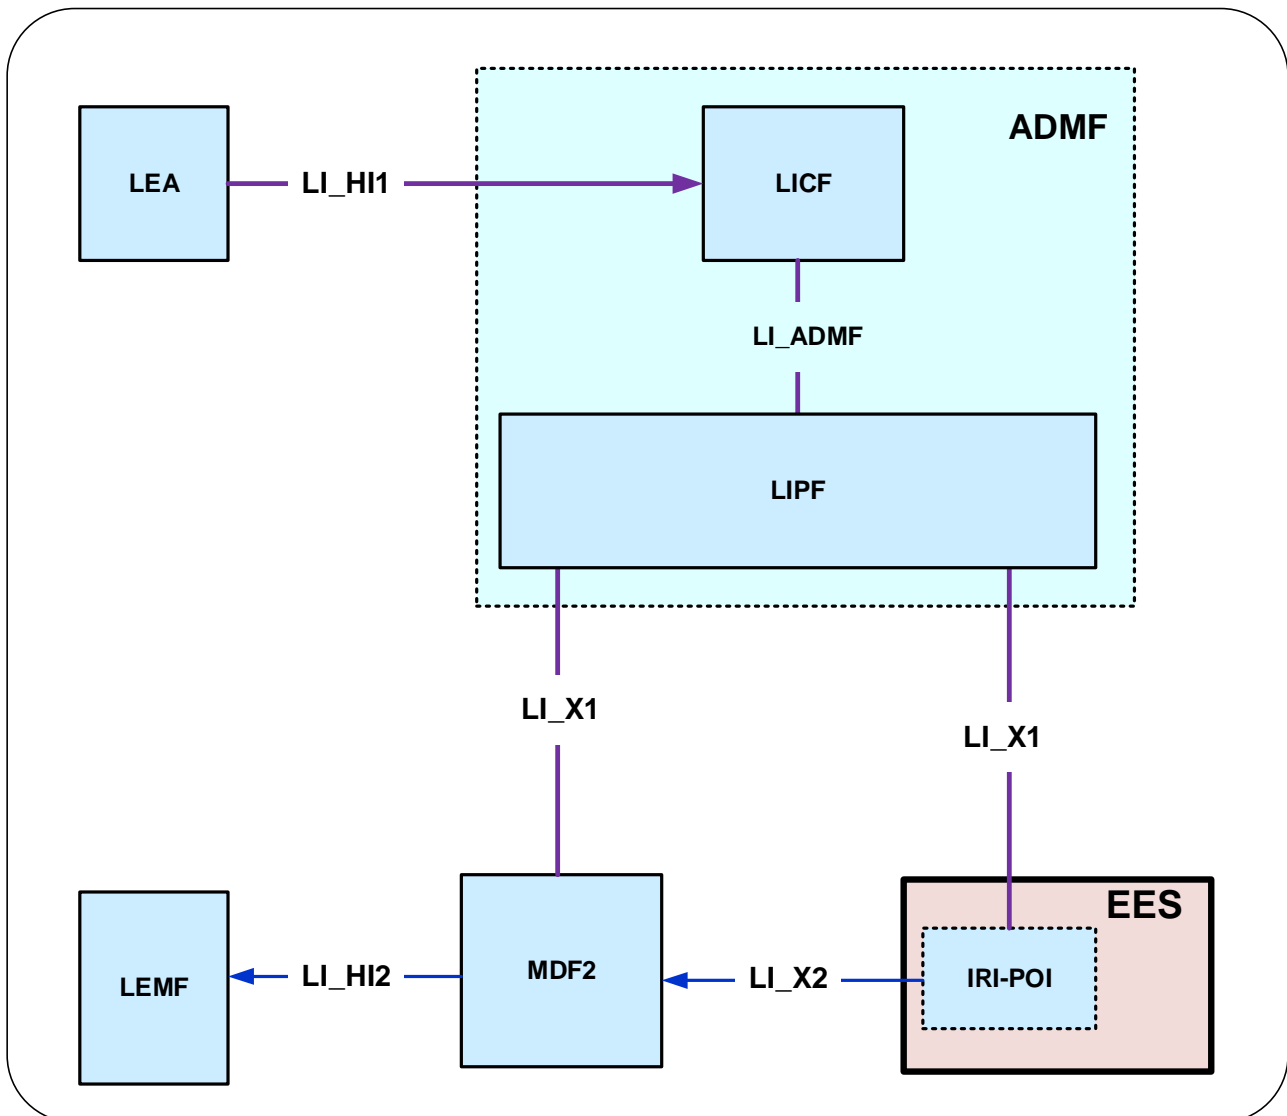 ADMF
LEA
LI_HI1
LICF
LI_ADMF
LIPF
LI_X1
LI_X1
EES
LEMF
LI_HI2
MDF2
LI_X2
IRI-POI